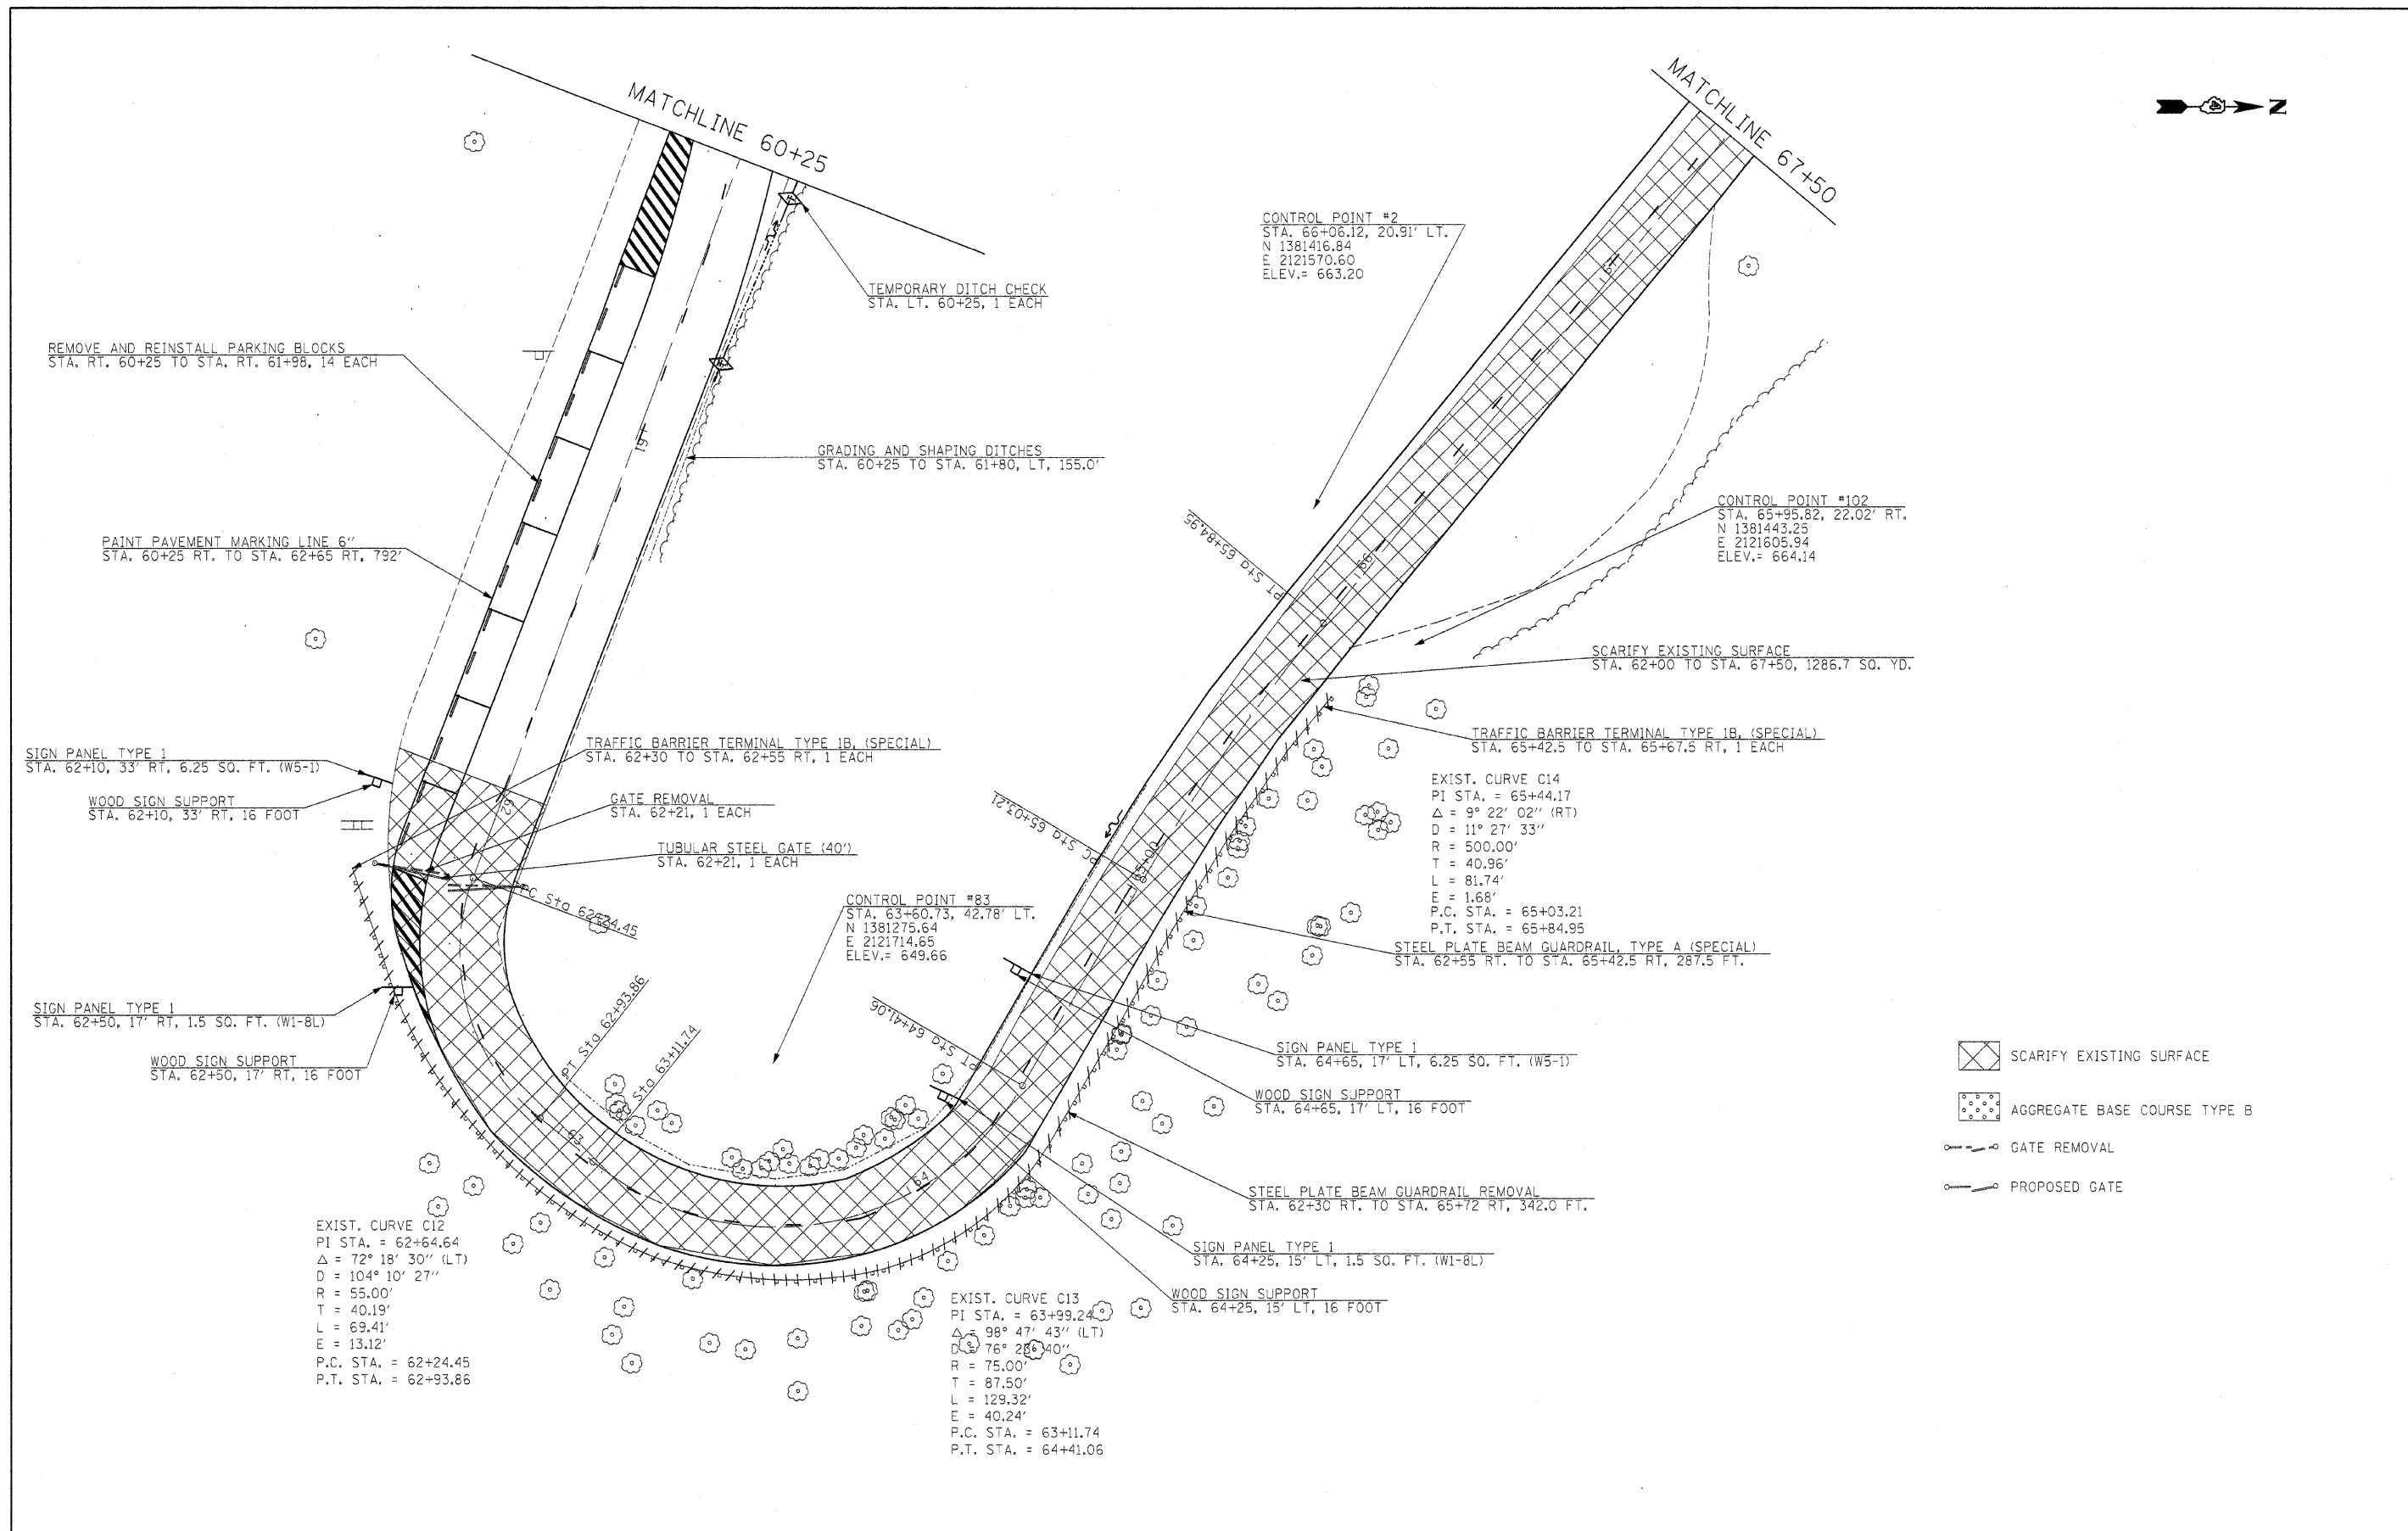 MATCHLINE 60+25
MATCHLINE 67+50
N
CONTROL POINT #2
STA. 66+06.12, 20.91' LT.
N 1381416.84
E 2121570.60
ELEV.= 663.20
TEMPORARY DITCH CHECK
STA. LT. 60+25, 1 EACH
REMOVE AND REINSTALL PARKING BLOCKS
STA. RT. 60+25 TO STA. RT. 61+98, 14 EACH
61
67
GRADING AND SHAPING DITCHES
STA. 60+25 TO STA. 61+80, LT, 155.0'
CONTROL POINT #102
STA. 65+95.82, 22.02' RT.
N 1381443.25
E 2121605.94
ELEV.= 664.14
PAINT PAVEMENT MARKING LINE 6''
STA. 60+25 RT. TO STA. 62+65 RT, 792'
PT Sta 65+84.95
66
SCARIFY EXISTING SURFACE
STA. 62+00 TO STA. 67+50, 1286.7 SQ. YD.
TRAFFIC BARRIER TERMINAL TYPE 1B, (SPECIAL)
STA. 65+42.5 TO STA. 65+67.5 RT, 1 EACH
SIGN PANEL TYPE 1
STA. 62+10, 33' RT, 6.25 SQ. FT. (W5-1)
TRAFFIC BARRIER TERMINAL TYPE 1B, (SPECIAL)
STA. 62+30 TO STA. 62+55 RT, 1 EACH
WOOD SIGN SUPPORT
STA. 62+10, 33' RT, 16 FOOT
62
GATE REMOVAL
STA. 62+21, 1 EACH
TUBULAR STEEL GATE (40')
STA. 62+21, 1 EACH
PC Sta 65+03.21
65+00
EXIST. CURVE C14
PI STA. = 65+44.17
Δ = 9° 22' 02'' (RT)
D = 11° 27' 33''
R = 500.00'
T = 40.96'
L = 81.74'
E = 1.68'
P.C. STA. = 65+03.21
P.T. STA. = 65+84.95
PC Sta 62+24.45
CONTROL POINT #83
STA. 63+60.73, 42.78' LT.
N 1381275.64
E 2121714.65
ELEV.= 649.66
STEEL PLATE BEAM GUARDRAIL, TYPE A (SPECIAL)
STA. 62+55 RT. TO STA. 65+42.5 RT, 287.5 FT.
SIGN PANEL TYPE 1
STA. 62+50, 17' RT, 1.5 SQ. FT. (W1-8L)
WOOD SIGN SUPPORT
STA. 62+50, 17' RT, 16 FOOT
PT Sta 62+93.86
PC Sta 63+11.74
PT Sta 64+41.06
63
64
SIGN PANEL TYPE 1
STA. 64+65, 17' LT, 6.25 SQ. FT. (W5-1)
WOOD SIGN SUPPORT
STA. 64+65, 17' LT, 16 FOOT
SCARIFY EXISTING SURFACE
AGGREGATE BASE COURSE TYPE B
GATE REMOVAL
PROPOSED GATE
STEEL PLATE BEAM GUARDRAIL REMOVAL
STA. 62+30 RT. TO STA. 65+72 RT, 342.0 FT.
SIGN PANEL TYPE 1
STA. 64+25, 15' LT, 1.5 SQ. FT. (W1-8L)
WOOD SIGN SUPPORT
STA. 64+25, 15' LT, 16 FOOT
EXIST. CURVE C12
PI STA. = 62+64.64
Δ = 72° 18' 30'' (LT)
D = 104° 10' 27''
R = 55.00'
T = 40.19'
L = 69.41'
E = 13.12'
P.C. STA. = 62+24.45
P.T. STA. = 62+93.86
EXIST. CURVE C13
PI STA. = 63+99.24
Δ = 98° 47' 43'' (LT)
D = 76° 40''
R = 75.00'
T = 87.50'
L = 129.32'
E = 40.24'
P.C. STA. = 63+11.74
P.T. STA. = 64+41.06